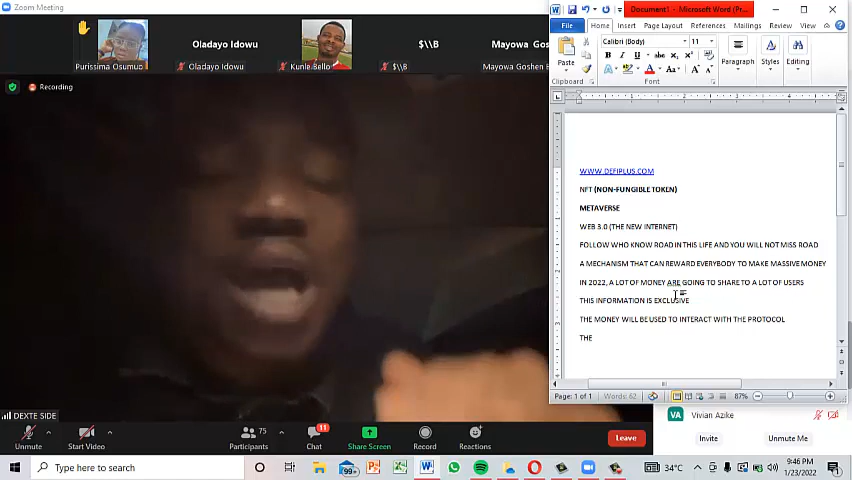 Zoom Meeting
Purissima Osumuo
Oladayo Idowu
Oladayo Idowu
Kunle Bello
$\\B
$\\B
Mayowa Gos
Mayowa Goshen
Recording
DEXTE SIDE
Unmute
Start Video
75
Participants
11
Chat
Share Screen
Record
Reactions
Leave
Document1 - Microsoft Word (Pr...
File
Home
Insert
Page Layout
References
Mailings
Review
View
Paste
Clipboard
Calibri (Body)
11
Font
Paragraph
Styles
Editing
WWW.DEFIPLUS.COM
NFT (NON-FUNGIBLE TOKEN)
METAVERSE
WEB 3.0 (THE NEW INTERNET)
FOLLOW WHO KNOW ROAD IN THIS LIFE AND YOU WILL NOT MISS ROAD
A MECHANISM THAT CAN REWARD EVERYBODY TO MAKE MASSIVE MONEY
IN 2022, A LOT OF MONEY ARE GOING TO SHARE TO A LOT OF USERS
THIS INFORMATION IS EXCLUSIVE
THE MONEY WILL BE USED TO INTERACT WITH THE PROTOCOL
THE
Page: 1 of 1
Words: 62
87%
VA
Vivian Azike
Invite
Unmute Me
Type here to search
99+
34°C
9:46 PM
1/23/2022